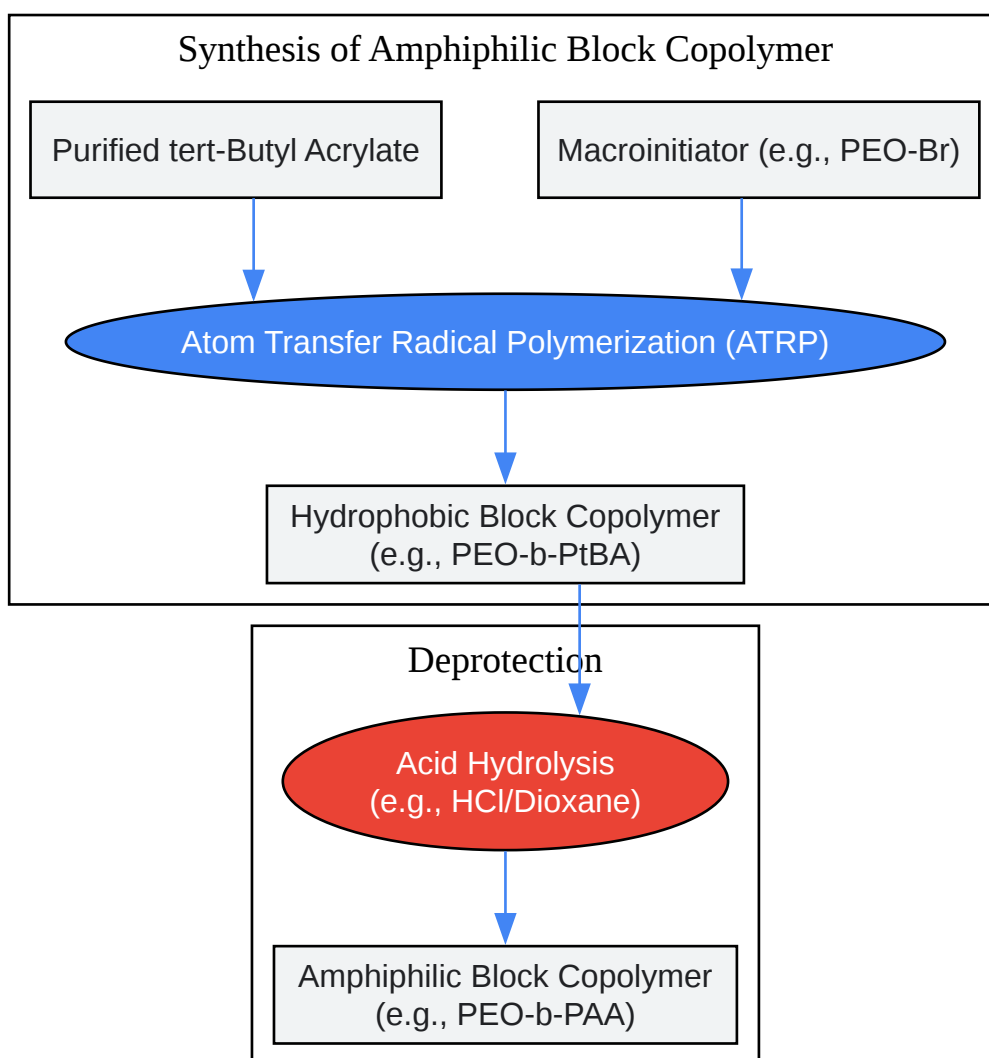 Synthesis of Amphiphilic Block Copolymer
Purified tert-Butyl Acrylate
Macroinitiator (e.g., PEO-Br)
Atom Transfer Radical Polymerization (ATRP)
Hydrophobic Block Copolymer
(e.g., PEO-b-PtBA)
Deprotection
Acid Hydrolysis
(e.g., HCl/Dioxane)
Amphiphilic Block Copolymer
(e.g., PEO-b-PAA)